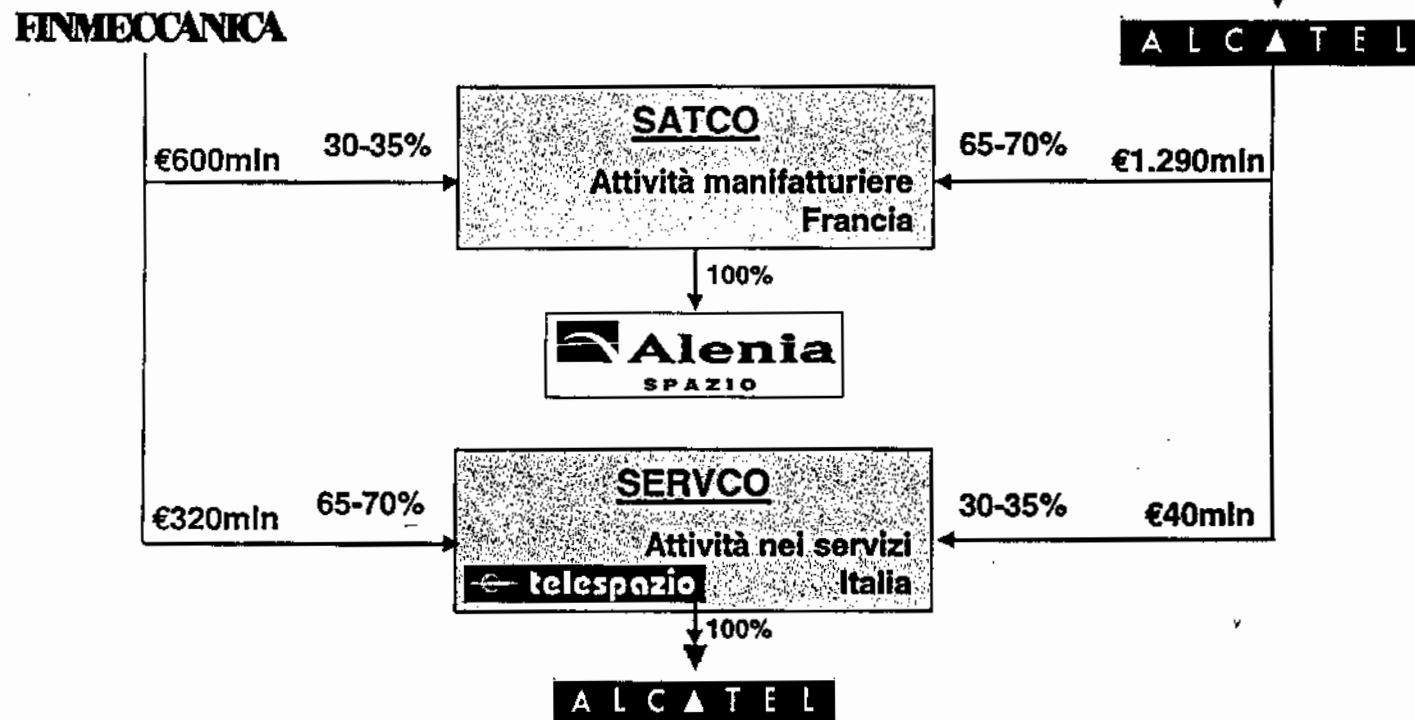 FINMECCANICA
ALCATEL
SATCO
€600mln 30-35%
65-70% €1.290mln
Attività manifatturiere
Francia
100%
Alenia
SPAZIO
SERVCO
€320mln 65-70%
30-35% €40mln
Attività nei servizi
telespazio Italia
100%
ALCATEL